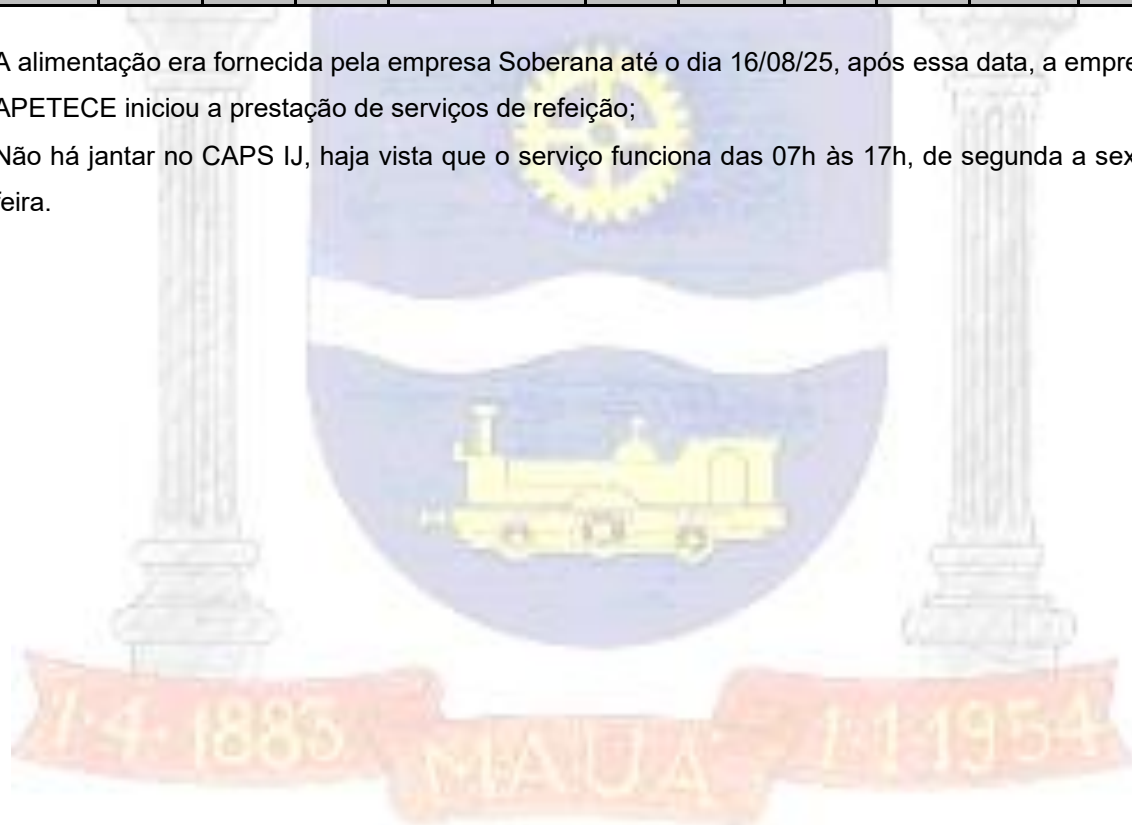 A alimentação era fornecida pela empresa Soberana até o dia 16/08/25, após essa data, a empre
APETECE iniciou a prestação de serviços de refeição;
Não há jantar no CAPS IJ, haja vista que o serviço funciona das 07h às 17h, de segunda a sex
feira.
1·4·1883 MAUÁ 1·1·1954